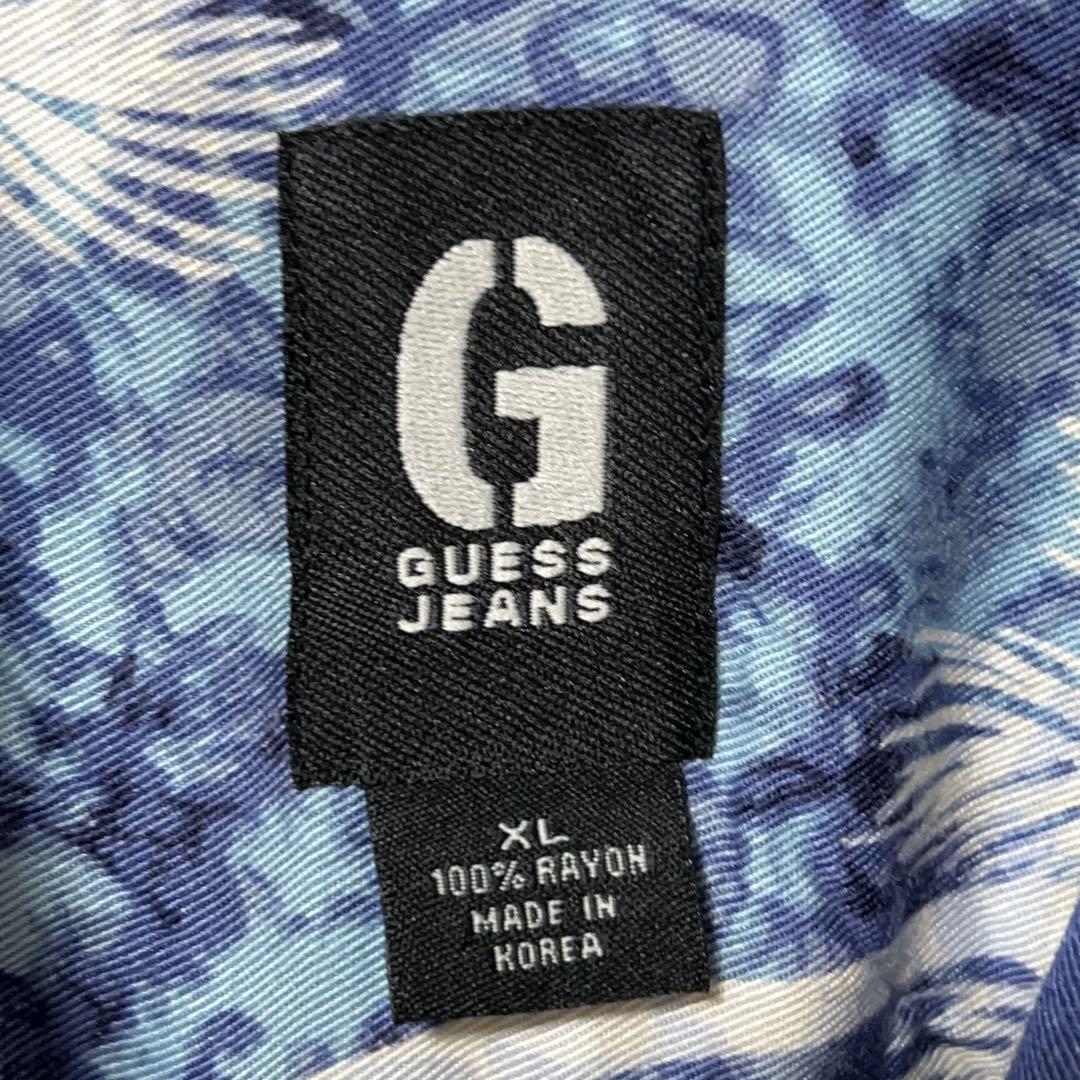 G
GUESS
JEANS
XL
100% RAYON
MADE IN
KOREA